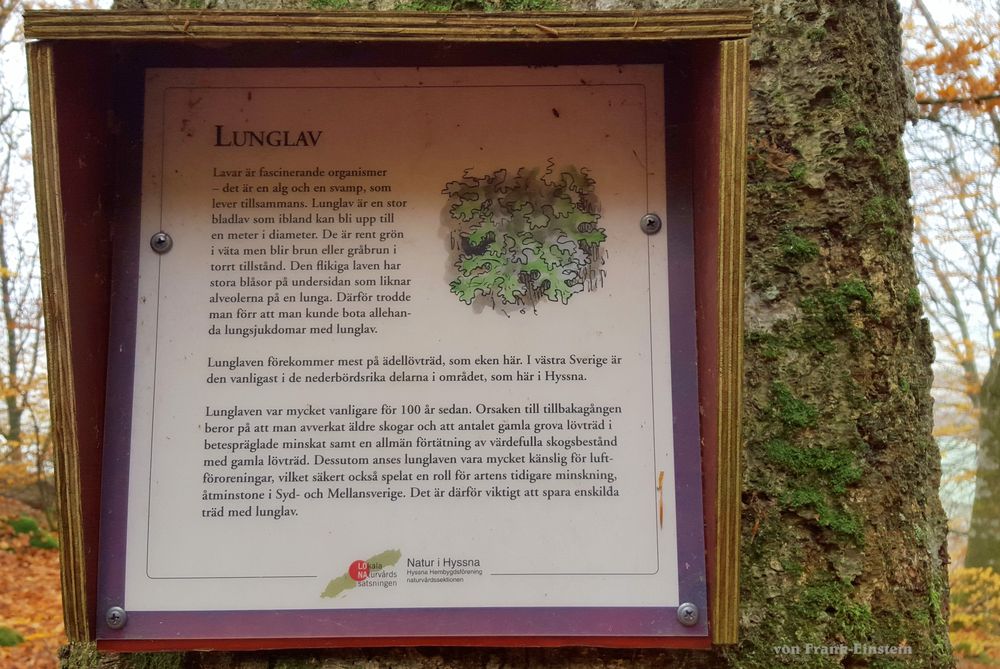 LUNGLAV
Lavar är fascinerande organismer
– det är en alg och en svamp, som
lever tillsammans. Lunglav är en stor
bladlav som ibland kan bli upp till
en meter i diameter. De är rent grön
i väta men blir brun eller gråbrun i
torrt tillstånd. Den flikiga laven har
stora blåsor på undersidan som liknar
alveolerna på en lunga. Därför trodde
man förr att man kunde bota allehan-
da lungsjukdomar med lunglav.
Lunglaven förekommer mest på ädellövträd, som eken här. I västra Sverige är
den vanligast i de nederbördsrika delarna i området, som här i Hyssna.
Lunglaven var mycket vanligare för 100 år sedan. Orsaken till tillbakagången
beror på att man avverkat äldre skogar och att antalet gamla grova lövträd i
betespräglade minskat samt en allmän förtätning av värdefulla skogsbestånd
med gamla lövträd. Dessutom anses lunglaven vara mycket känslig för luft-
föroreningar, vilket säkert också spelat en roll för artens tidigare minskning,
åtminstone i Syd- och Mellansverige. Det är därför viktigt att spara enskilda
träd med lunglav.
LOkala
NAturvårds
satsningen
Natur i Hyssna
Hyssna Hembygdsförening
naturvårdssektionen
von Frank-Einstein